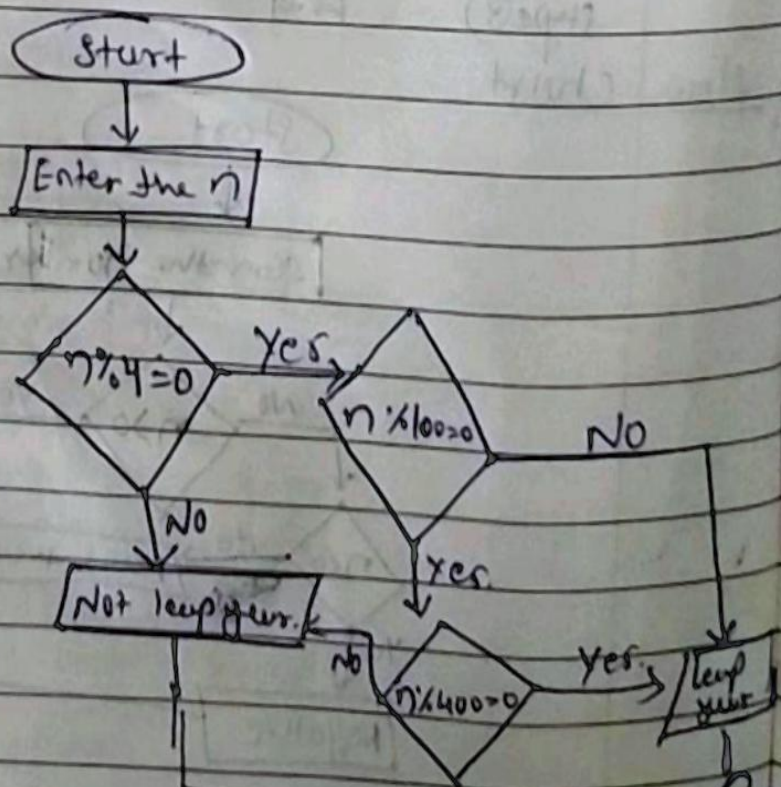 Start
Enter the n
n%4=0
Yes
n%100=0
NO
NO
Yes.
Not leap year.
NO
n%400=0
Yes.
leap
year